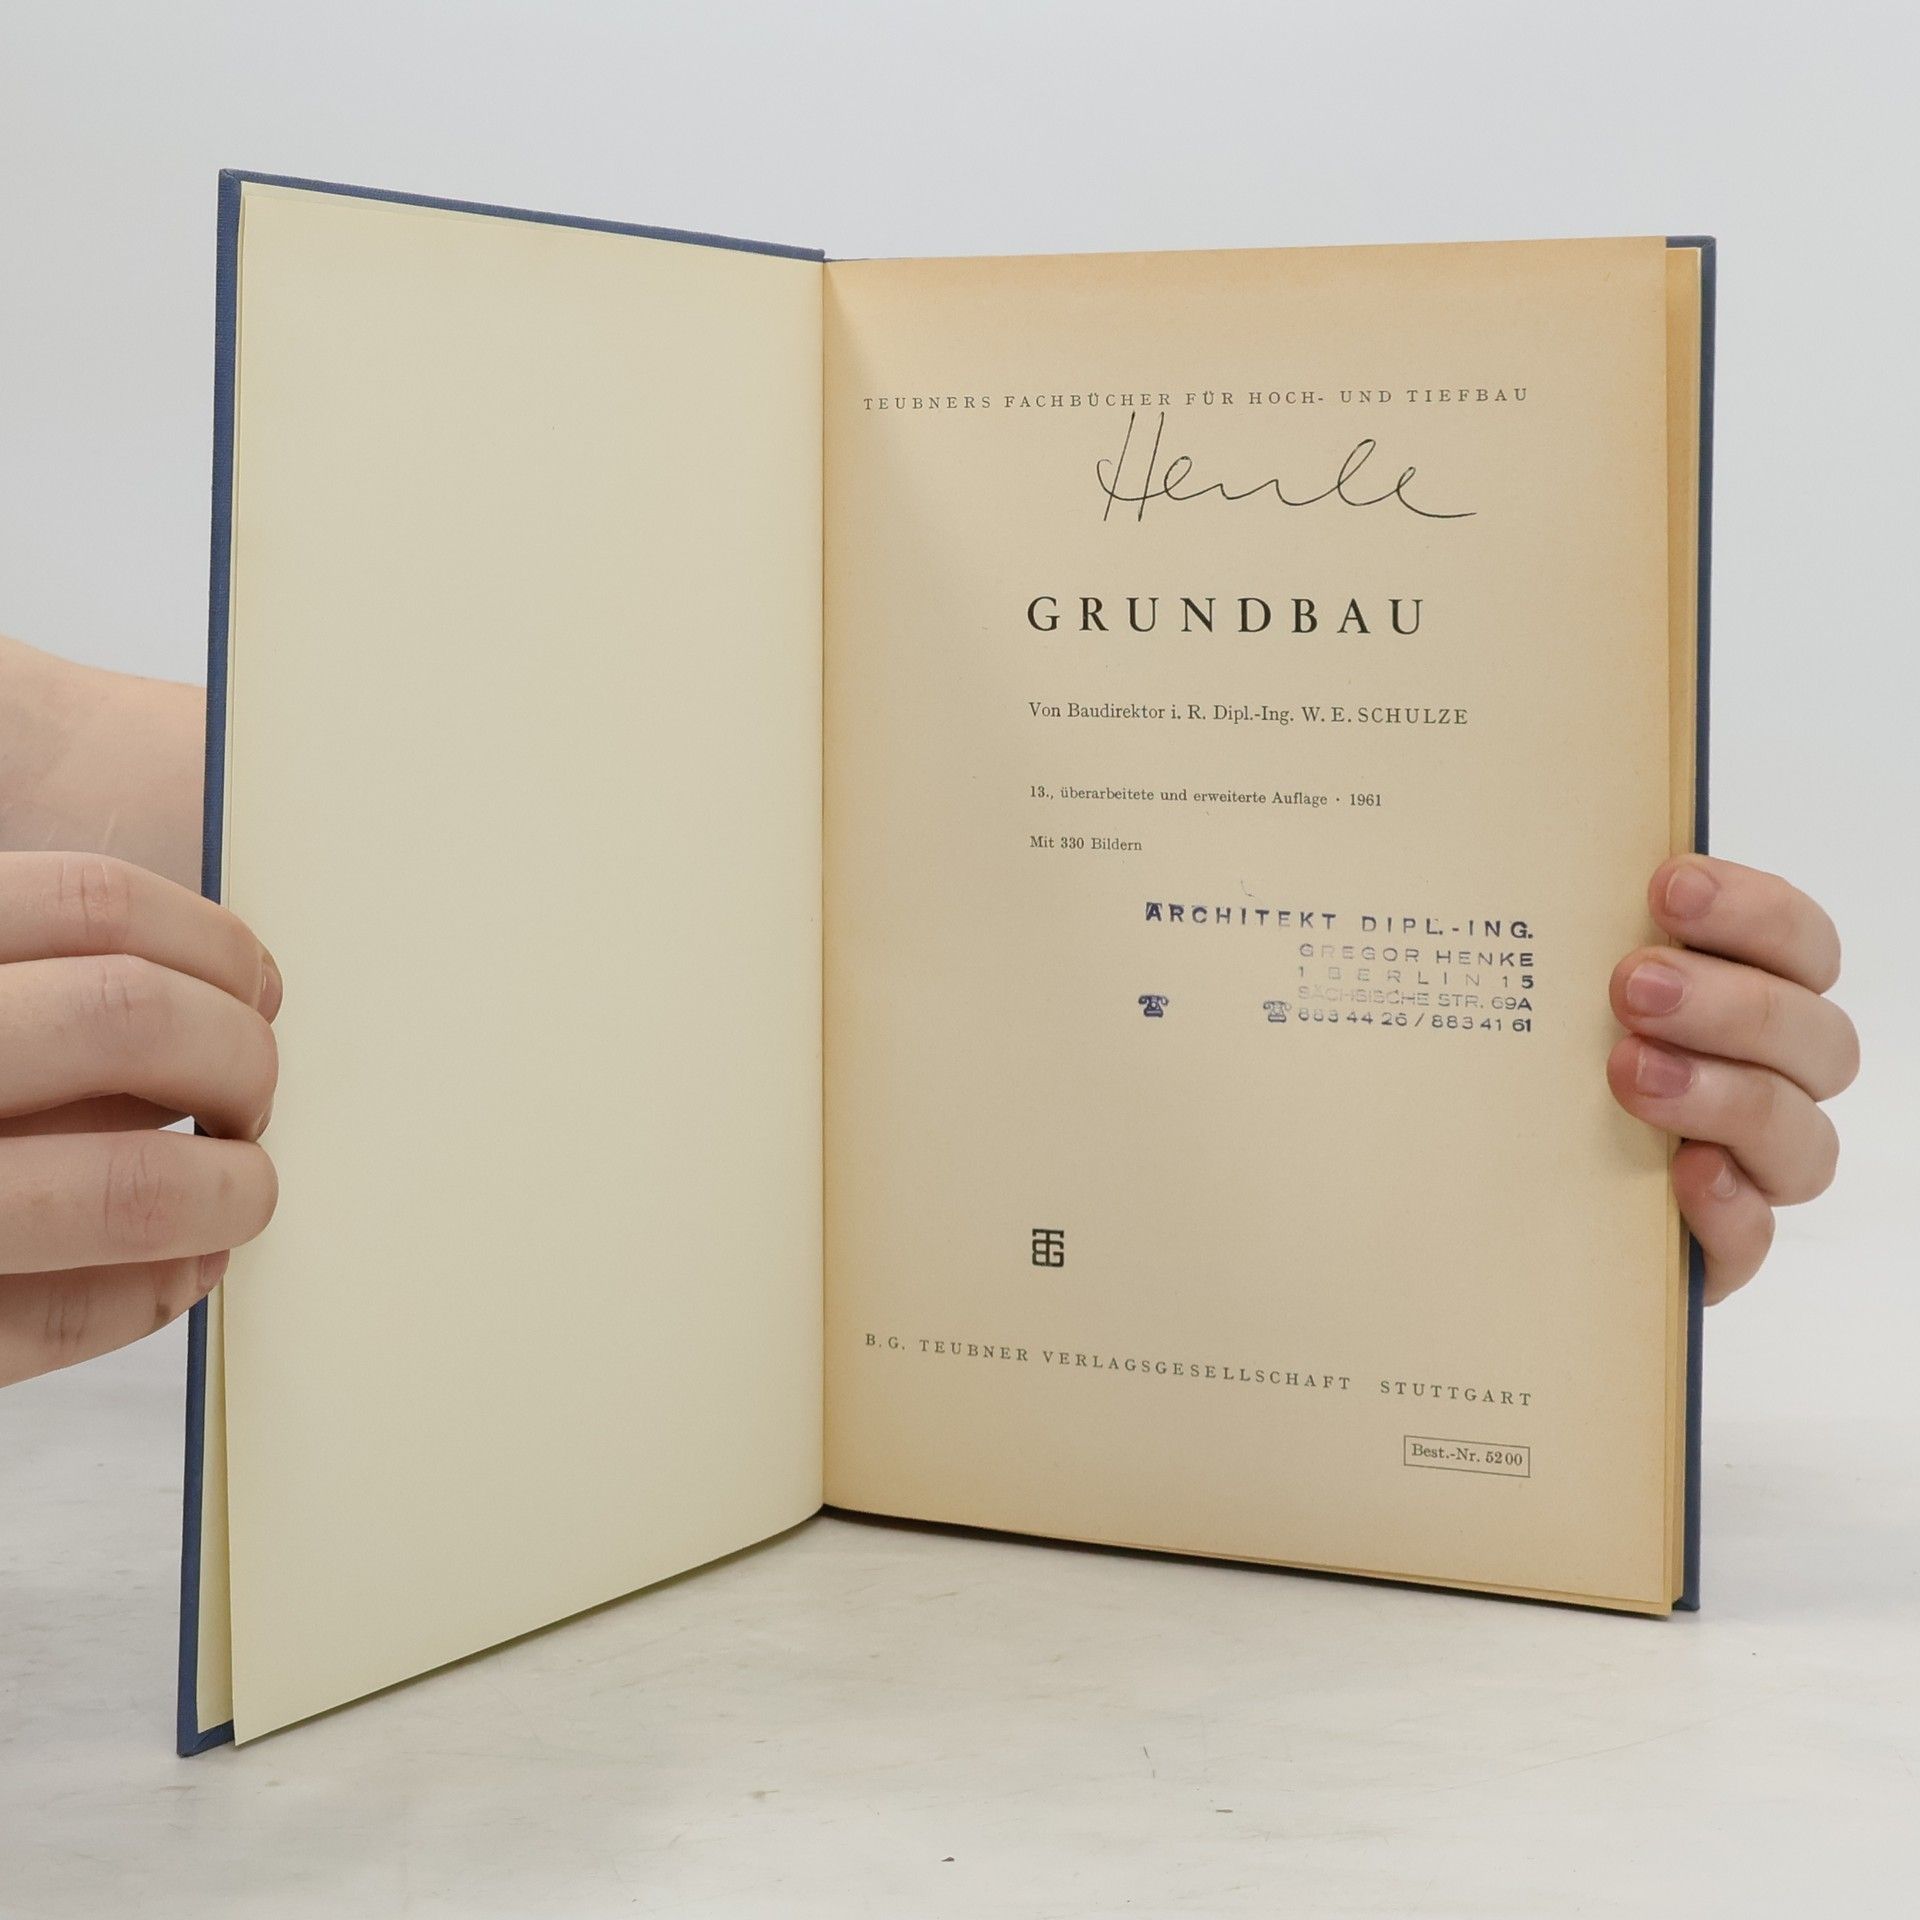 TEUBNERS FACHBÜCHER FÜR HOCH- UND TIEFBAU
Henke
GRUNDBAU
Von Baudirektor i. R. Dipl.-Ing. W. E. SCHULZE
13., überarbeitete und erweiterte Auflage · 1961
Mit 330 Bildern
ARCHITEKT DIPL.-ING.
GREGOR HENKE
1 BERLIN 15
SÄCHSISCHE STR. 69A
883 44 26 / 883 41 61
B. G. TEUBNER VERLAGSGESELLSCHAFT STUTTGART
Best.-Nr. 5200